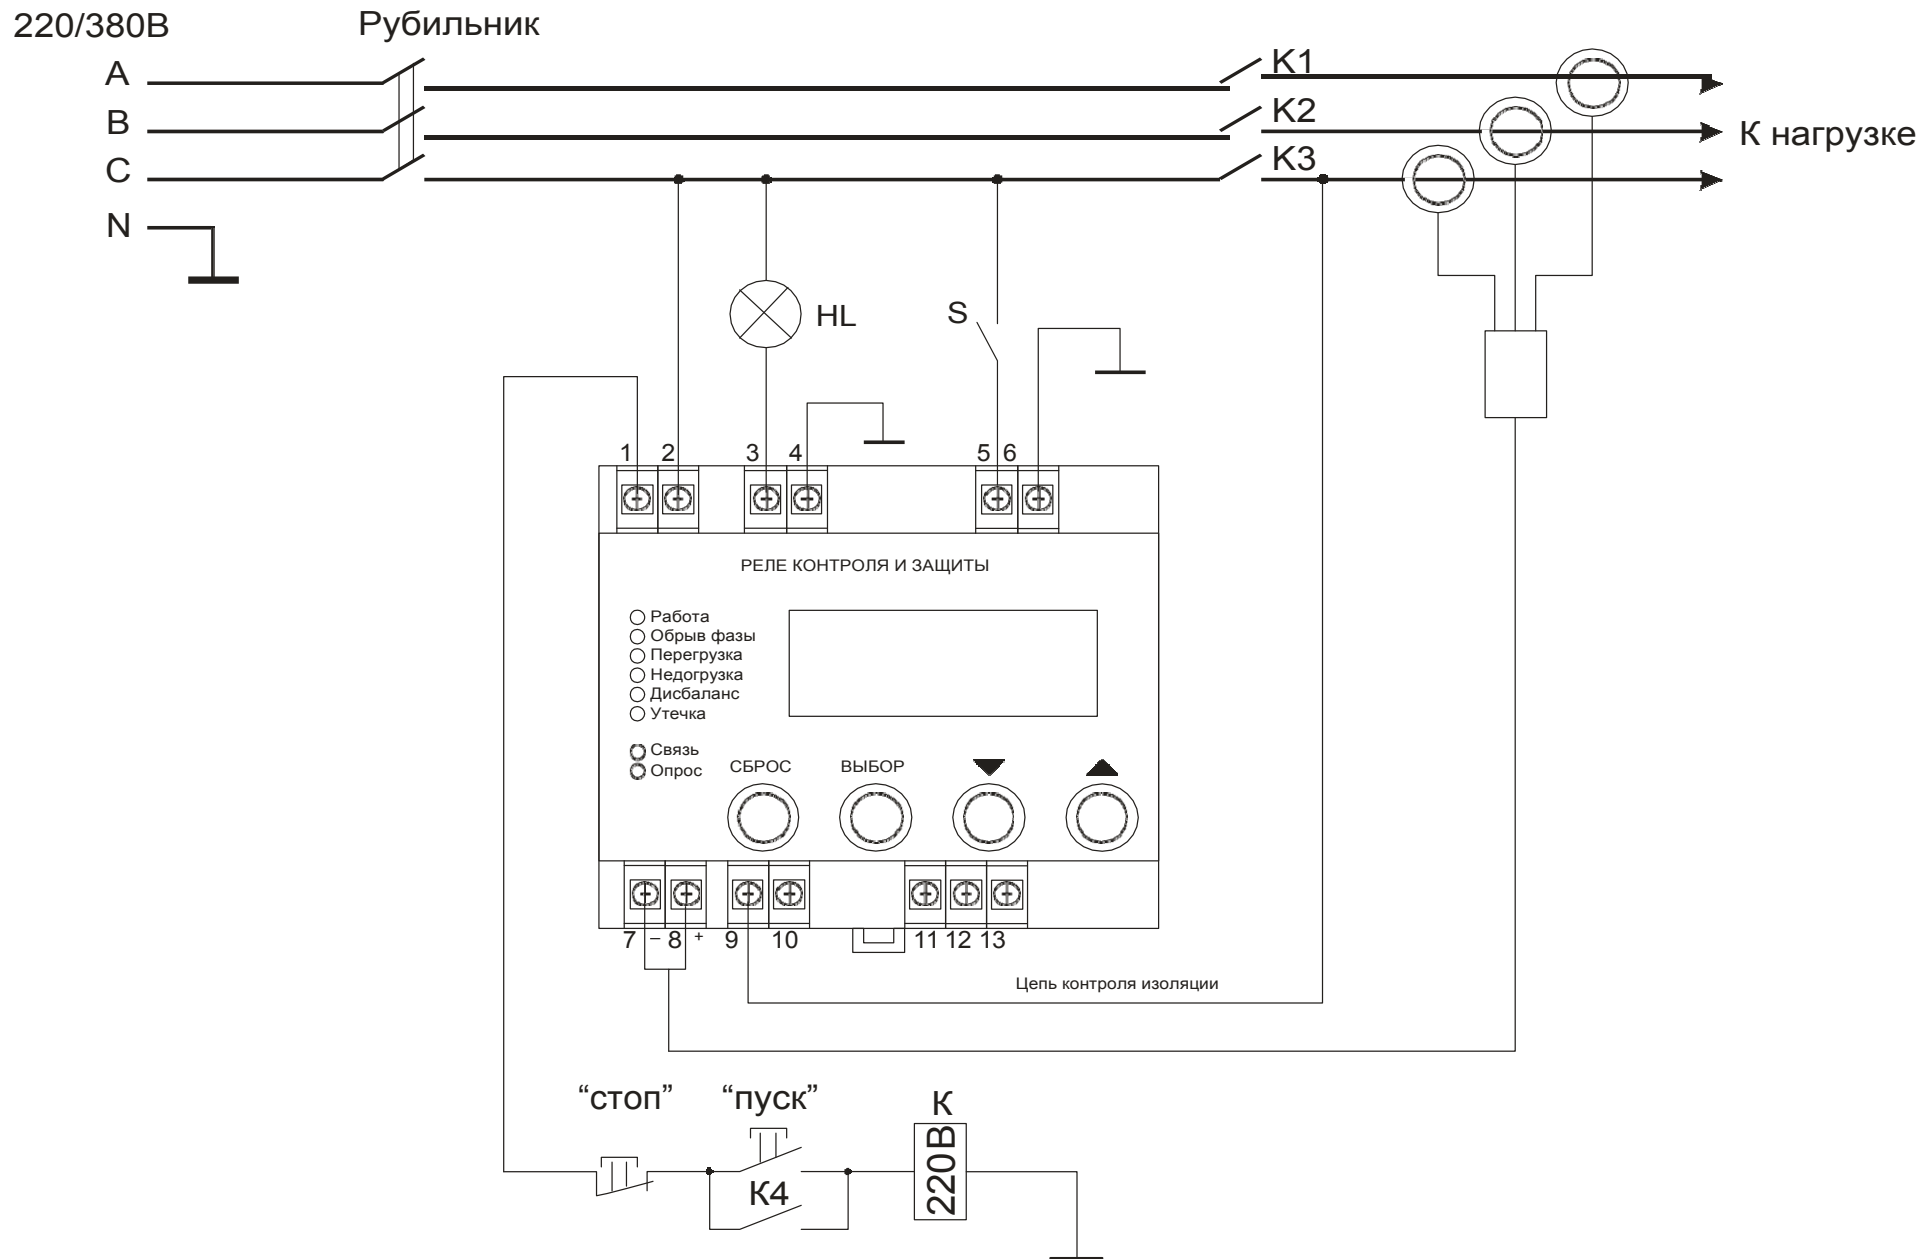 220/380В Рубильник
A K1
B K2
К нагрузке
C K3
N
HL S
1 2 3 4 5 6
РЕЛЕ КОНТРОЛЯ И ЗАЩИТЫ
Работа
Обрыв фазы
Перегрузка
Недогрузка
Дисбаланс
Утечка
Связь
Опрос СБРОС ВЫБОР
7 – 8 + 9 10 11 12 13
Цепь контроля изоляции
“стоп” “пуск” К
220В
К4